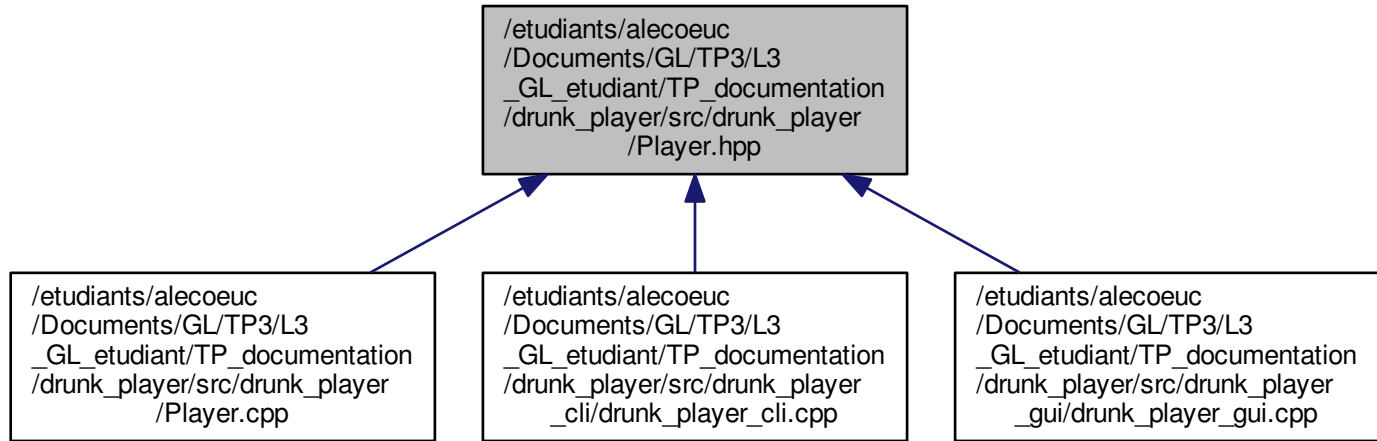 /etudiants/alecoeuc
/Documents/GL/TP3/L3
_GL_etudiant/TP_documentation
/drunk_player/src/drunk_player
/Player.hpp
/etudiants/alecoeuc
/Documents/GL/TP3/L3
_GL_etudiant/TP_documentation
/drunk_player/src/drunk_player
/Player.cpp
/etudiants/alecoeuc
/Documents/GL/TP3/L3
_GL_etudiant/TP_documentation
/drunk_player/src/drunk_player
_cli/drunk_player_cli.cpp
/etudiants/alecoeuc
/Documents/GL/TP3/L3
_GL_etudiant/TP_documentation
/drunk_player/src/drunk_player
_gui/drunk_player_gui.cpp